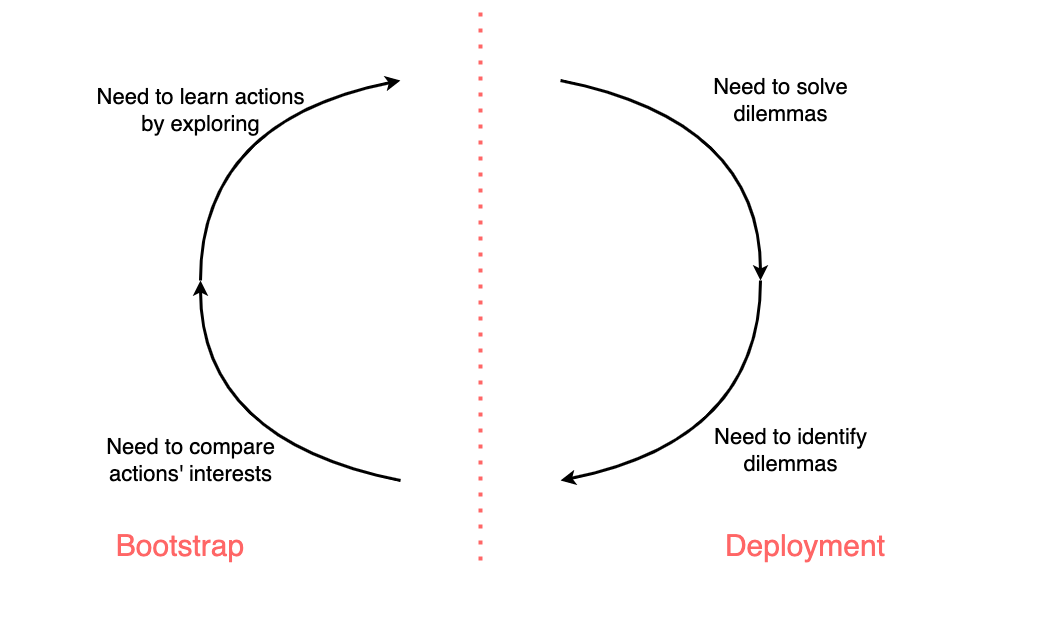 Need to learn actions
by exploring
Need to solve
dilemmas
Need to compare
actions' interests
Need to identify
dilemmas
Bootstrap
Deployment